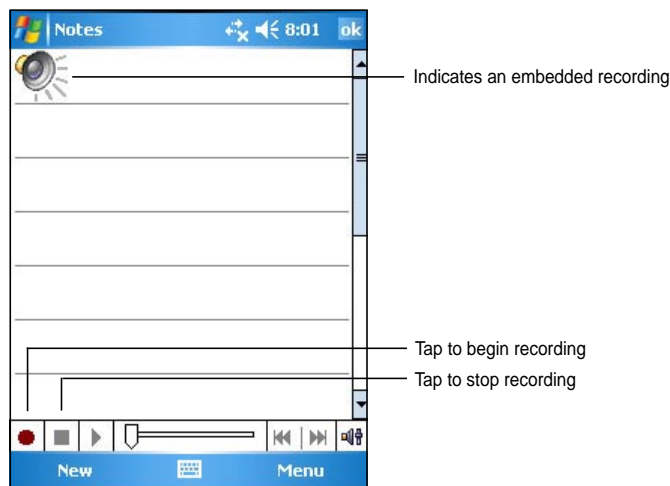 Notes 8:01 ok
Indicates an embedded recording
Tap to begin recording
Tap to stop recording
New Menu